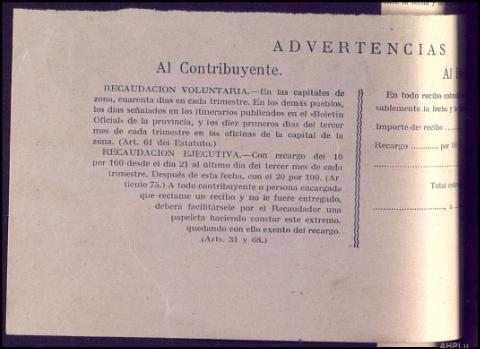 ADVERTENCIAS
Al Contribuyente.
RECAUDACION VOLUNTARIA.—En las capitales de
zona, cuarenta días en cada trimestre. En los demás pueblos,
los días señalados en los itinerarios publicados en el «Boletín
Oficial» de la provincia, y los diez primeros días del tercer
mes de cada trimestre en las oficinas de la capital de la
zona. (Art. 61 del Estatuto.)
RECAUDACION EJECUTIVA.—Con recargo del 10
por 100 desde el día 21 al último día del tercer mes de cada
trimestre. Después de esta fecha, con el 20 por 100. (Ar
tículo 75.) A todo contribuyente o persona encargada
que reclame un recibo y no le fuere entregado,
deberá facilitársele por el Recaudador una
papeleta haciendo constar este extremo,
quedando con ello exento del recargo.
(Arts. 31 y 68.)
Al
En todo recibo
sablemente la fecha y
Importe del recibo
Recargo ........ por
Total
AHPLu